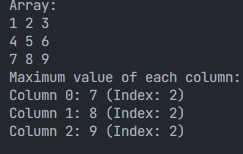 Array:
1 2 3
4 5 6
7 8 9
Maximum value of each column:
Column 0: 7 (Index: 2)
Column 1: 8 (Index: 2)
Column 2: 9 (Index: 2)